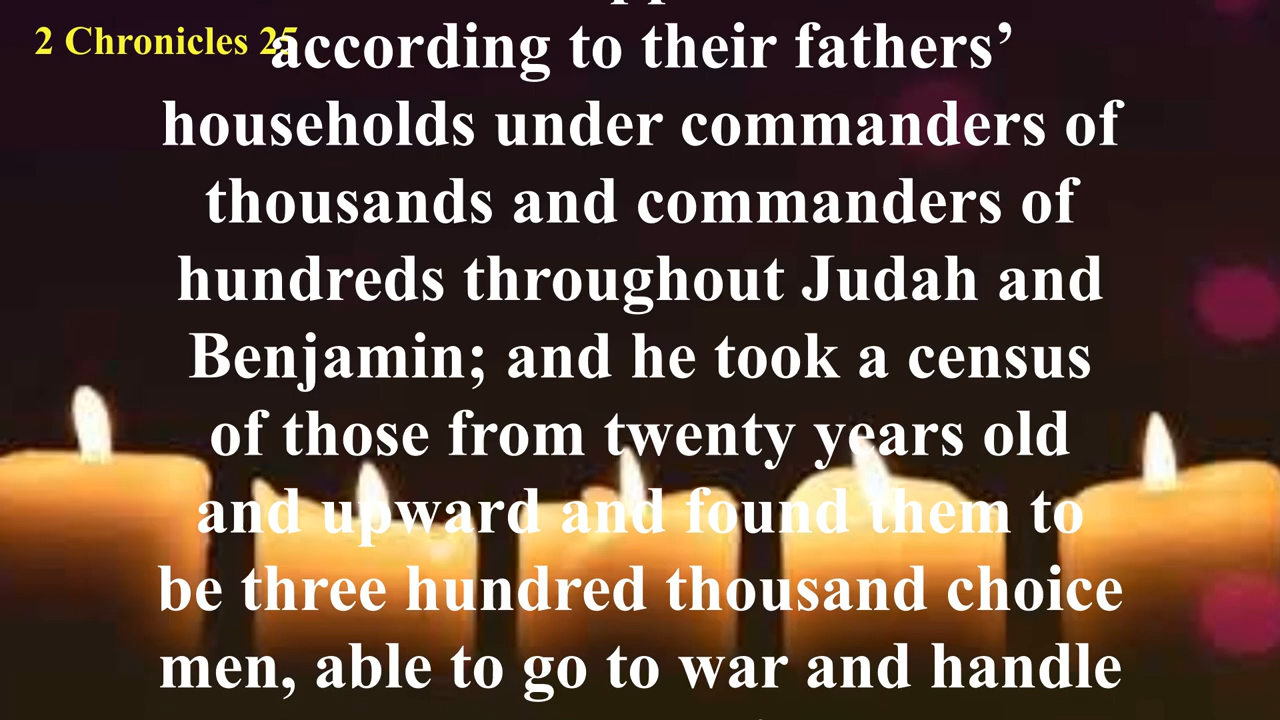 2 Chronicles 25
according to their fathers’
households under commanders of
thousands and commanders of
hundreds throughout Judah and
Benjamin; and he took a census
of those from twenty years old
and upward and found them to
be three hundred thousand choice
men, able to go to war and handle